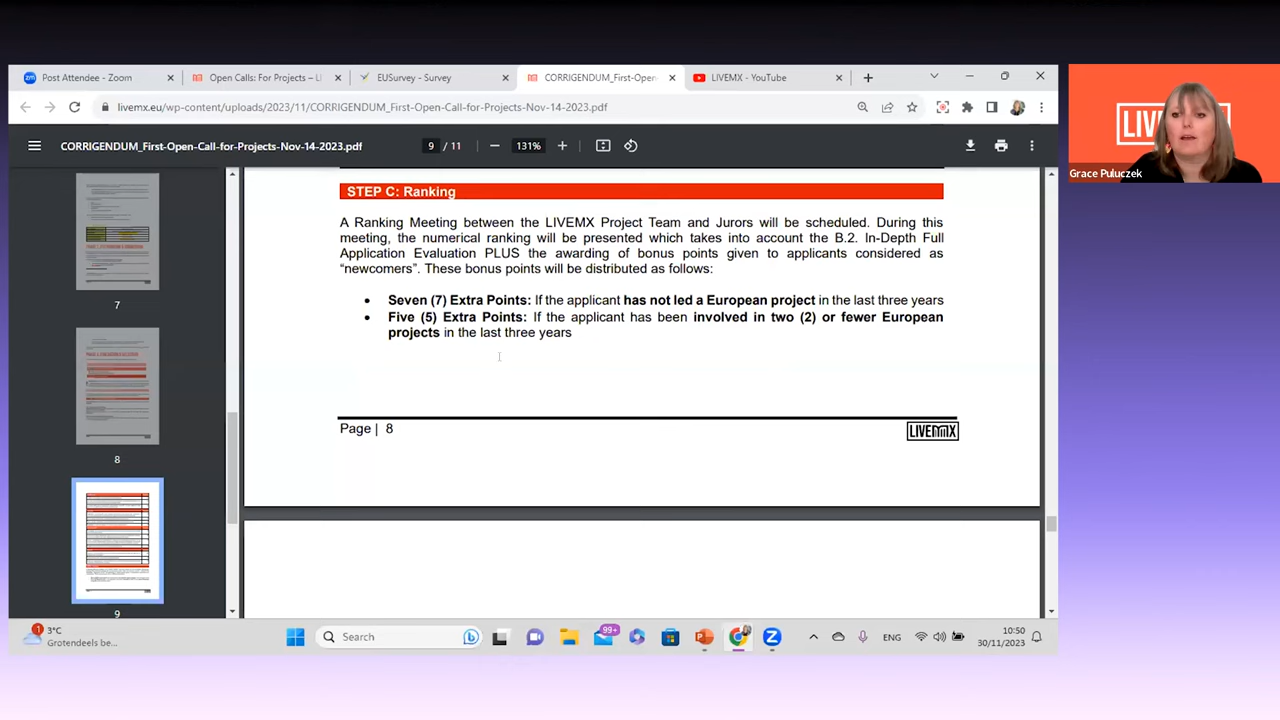 Post Attendee - Zoom
Open Calls: For Projects – L
EUSurvey - Survey
CORRIGENDUM_First-Open-
LIVEMX - YouTube
livemx.eu/wp-content/uploads/2023/11/CORRIGENDUM_First-Open-Call-for-Projects-Nov-14-2023.pdf
CORRIGENDUM_First-Open-Call-for-Projects-Nov-14-2023.pdf
9 / 11
131%
LIV
Grace Puluczek
7
8
9
STEP C: Ranking
A Ranking Meeting between the LIVEMX Project Team and Jurors will be scheduled. During this
meeting, the numerical ranking will be presented which takes into account the B.2. In-Depth Full
Application Evaluation PLUS the awarding of bonus points given to applicants considered as
“newcomers”. These bonus points will be distributed as follows:
• Seven (7) Extra Points: If the applicant has not led a European project in the last three years
• Five (5) Extra Points: If the applicant has been involved in two (2) or fewer European
projects in the last three years
Page | 8
LIVEMX
1
3°C
Grotendeels be...
Search
99+
ENG
10:50
30/11/2023